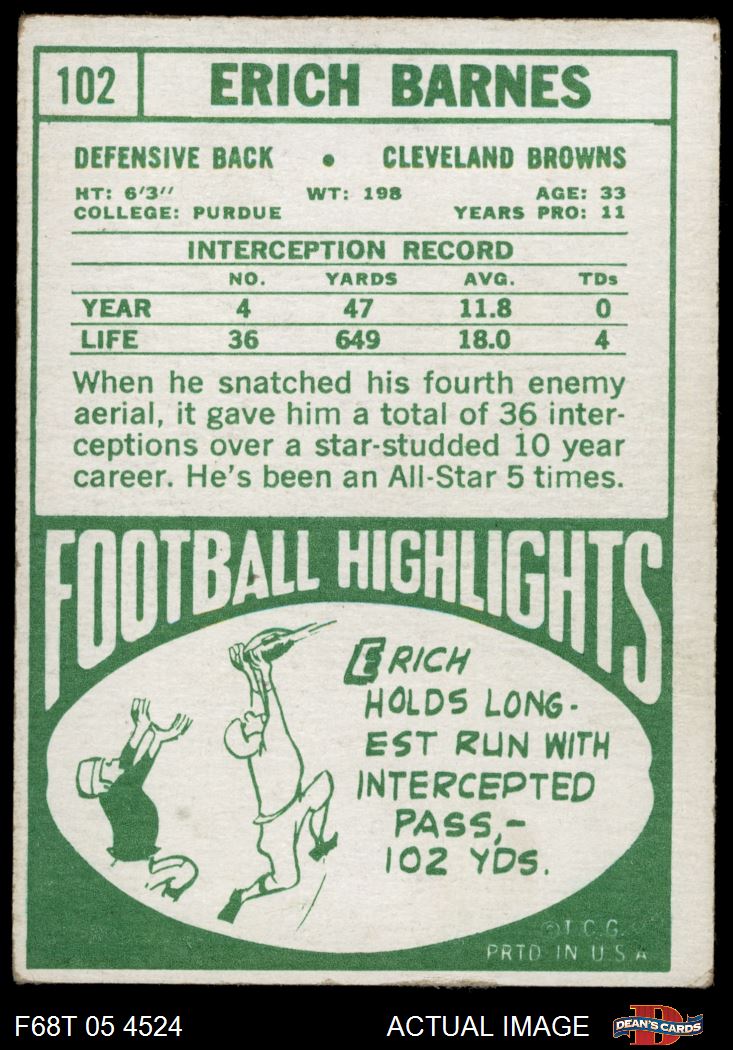 102 ERICH BARNES
DEFENSIVE BACK • CLEVELAND BROWNS
HT: 6'3" WT: 198 AGE: 33
COLLEGE: PURDUE YEARS PRO: 11
INTERCEPTION RECORD
NO. YARDS AVG. TDs
YEAR 4 47 11.8 0
LIFE 36 649 18.0 4
When he snatched his fourth enemy
aerial, it gave him a total of 36 inter-
ceptions over a star-studded 10 year
career. He's been an All-Star 5 times.
FOOTBALL HIGHLIGHTS
ERICH
HOLDS LONG-
EST RUN WITH
INTERCEPTED
PASS,-
102 YDS.
©T.C.G.
PRTD IN U.S.A
F68T 05 4524 ACTUAL IMAGE DEAN'S CARDS